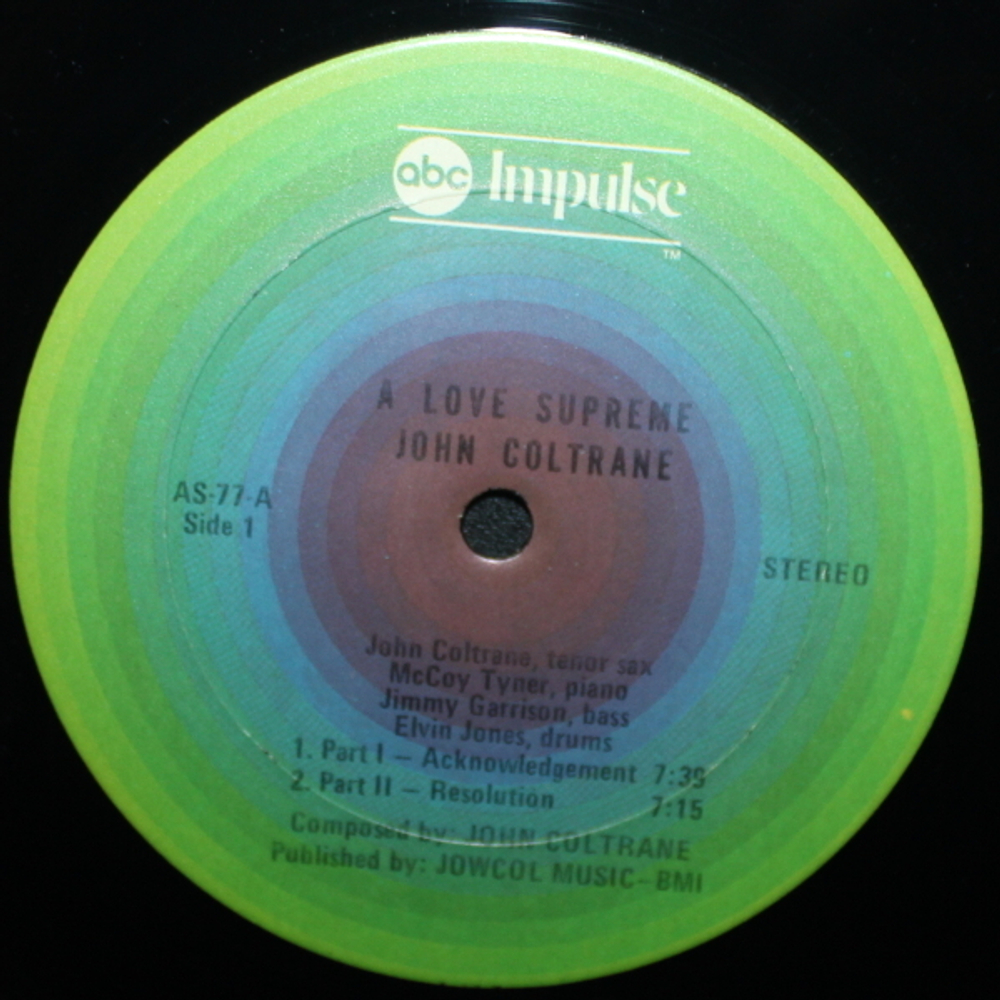 abc Impulse
TM
A LOVE SUPREME
JOHN COLTRANE
AS-77-A
Side 1
STEREO
John Coltrane, tenor sax
McCoy Tyner, piano
Jimmy Garrison, bass
Elvin Jones, drums
1. Part I — Acknowledgement 7:39
2. Part II — Resolution 7:15
Composed by: JOHN COLTRANE
Published by: JOWCOL MUSIC-BMI